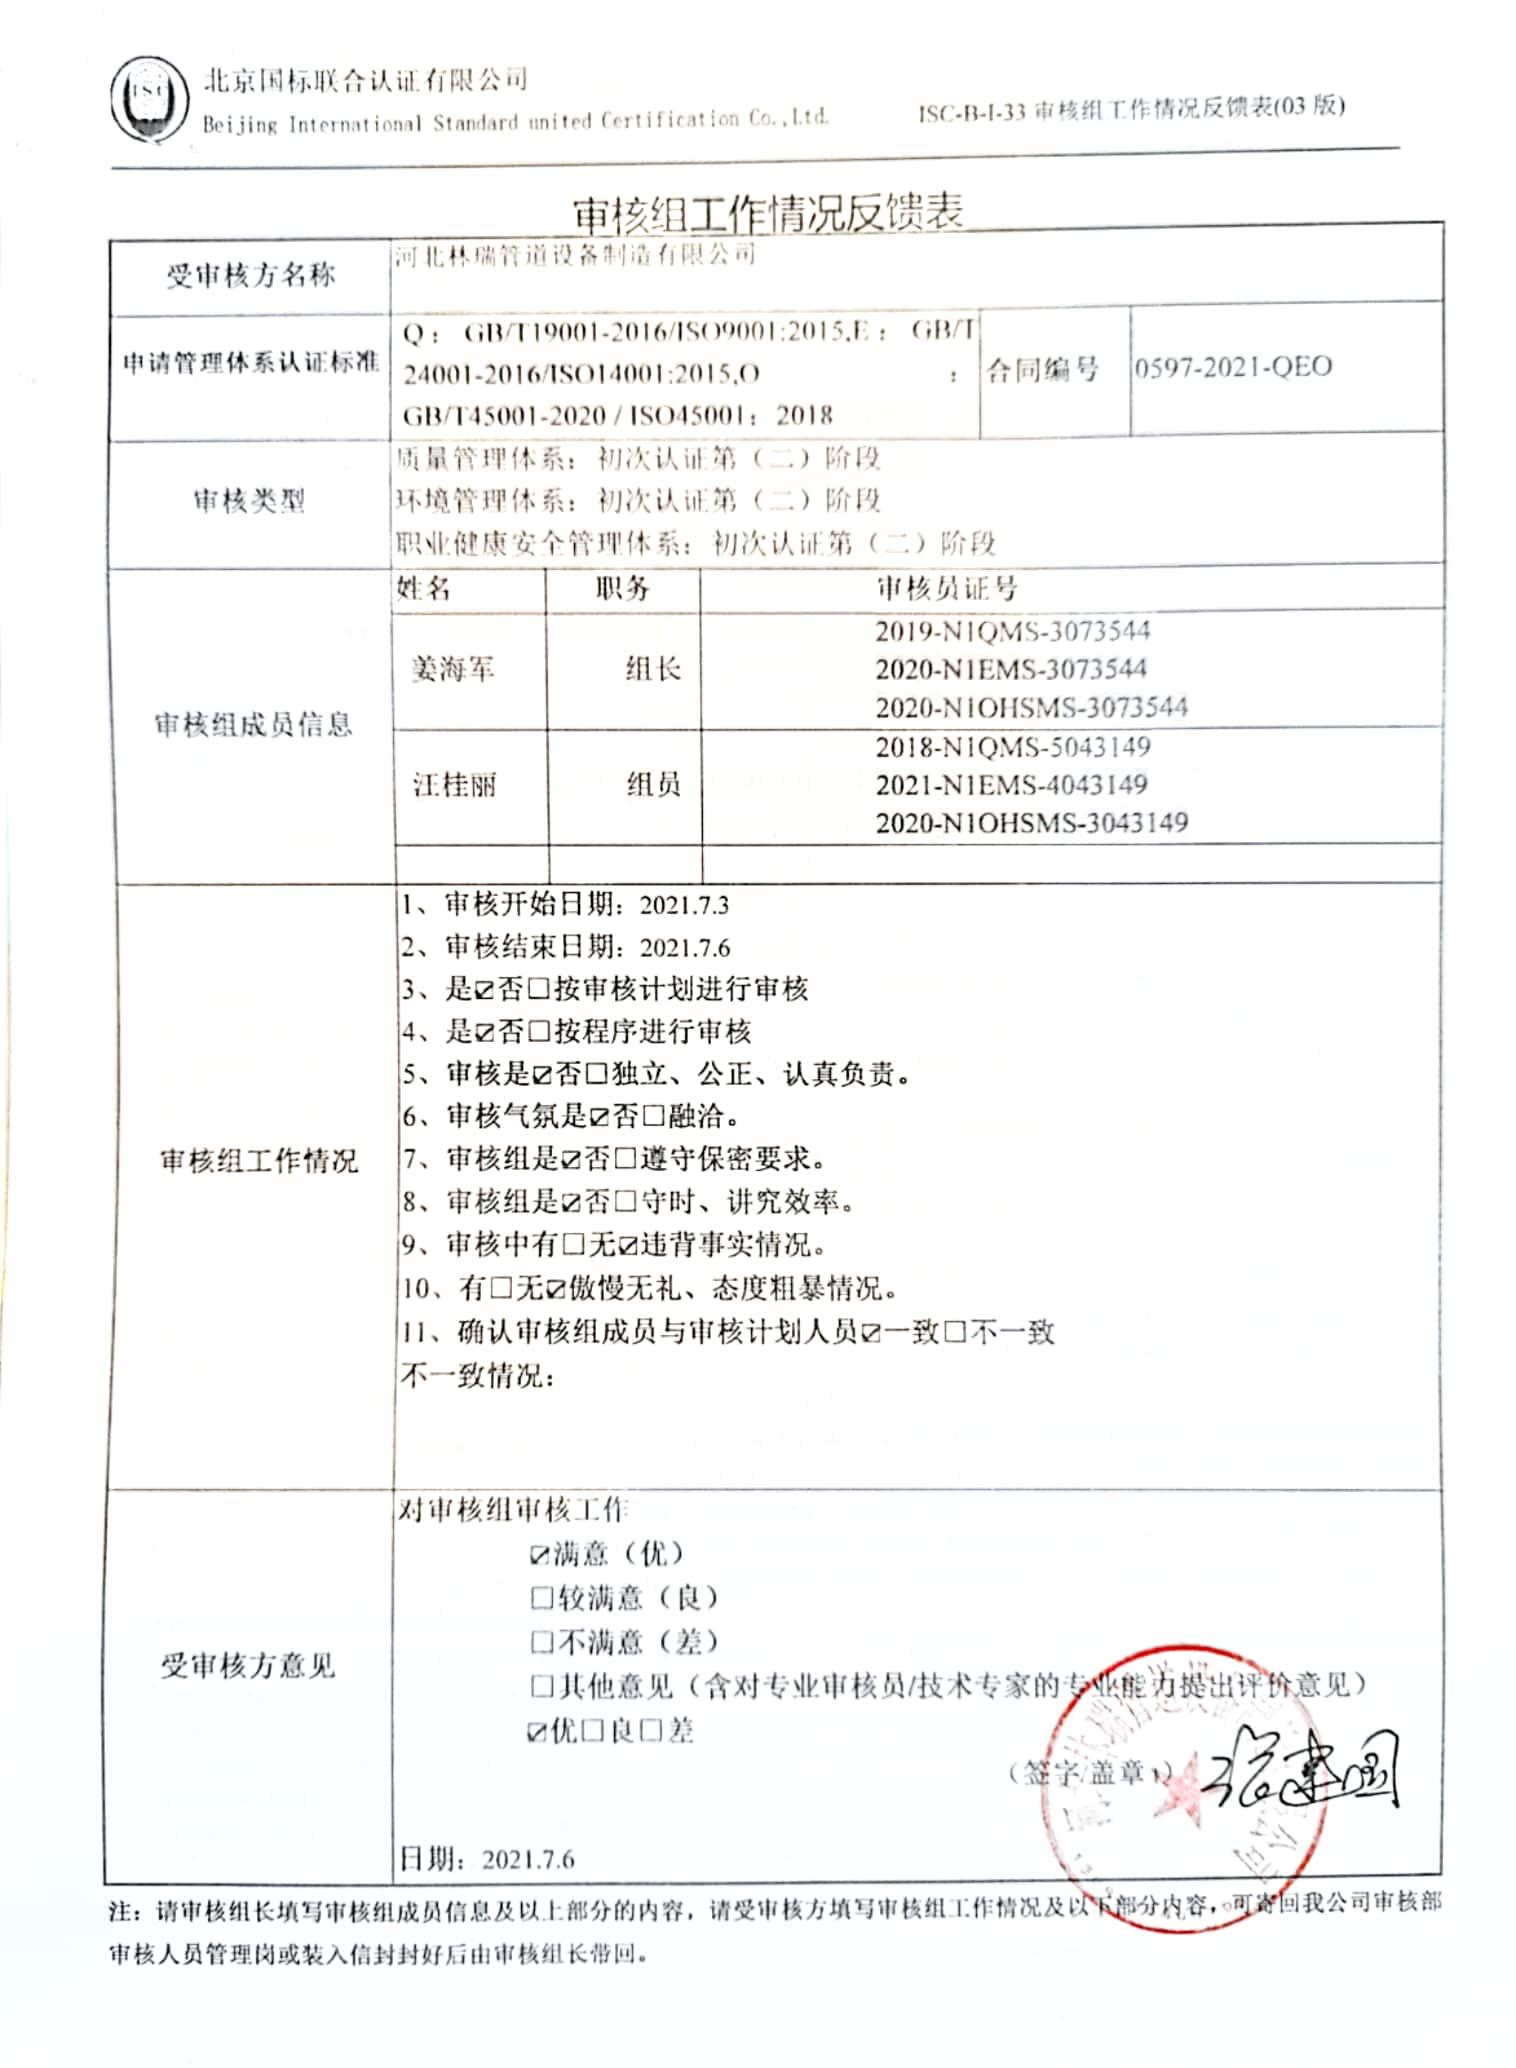 北京国标联合认证有限公司
Beijing International Standard united Certification Co.,Ltd.
ISC-B-I-33 审核组工作情况反馈表(03 版)
ISC
审核组工作情况反馈表
受审核方名称
河北林瑞管道设备制造有限公司
申请管理体系认证标准
Q： GB/T19001-2016/ISO9001:2015,E： GB/T
24001-2016/ISO14001:2015,O ：
GB/T45001-2020 / ISO45001：2018
合同编号
0597-2021-QEO
审核类型
质量管理体系：初次认证第（二）阶段
环境管理体系：初次认证第（二）阶段
职业健康安全管理体系：初次认证第（二）阶段
审核组成员信息
姓名 职务 审核员证号
姜海军 组长
2019-N1QMS-3073544
2020-N1EMS-3073544
2020-N1OHSMS-3073544
汪桂丽 组员
2018-N1QMS-5043149
2021-N1EMS-4043149
2020-N1OHSMS-3043149
审核组工作情况
1、审核开始日期：2021.7.3
2、审核结束日期：2021.7.6
3、是☑否□按审核计划进行审核
4、是☑否□按程序进行审核
5、审核是☑否□独立、公正、认真负责。
6、审核气氛是☑否□融洽。
7、审核组是☑否□遵守保密要求。
8、审核组是☑否□守时、讲究效率。
9、审核中有□无☑违背事实情况。
10、有□无☑傲慢无礼、态度粗暴情况。
11、确认审核组成员与审核计划人员☑一致□不一致
不一致情况：
受审核方意见
对审核组审核工作
☑满意（优）
□较满意（良）
□不满意（差）
□其他意见（含对专业审核员/技术专家的专业能力提出评价意见）
☑优□良□差
（签字/盖章） 张建国
日期：2021.7.6
注：请审核组长填写审核组成员信息及以上部分的内容，请受审核方填写审核组工作情况及以下部分内容，可寄回我公司审核部
审核人员管理岗或装入信封封好后由审核组长带回。